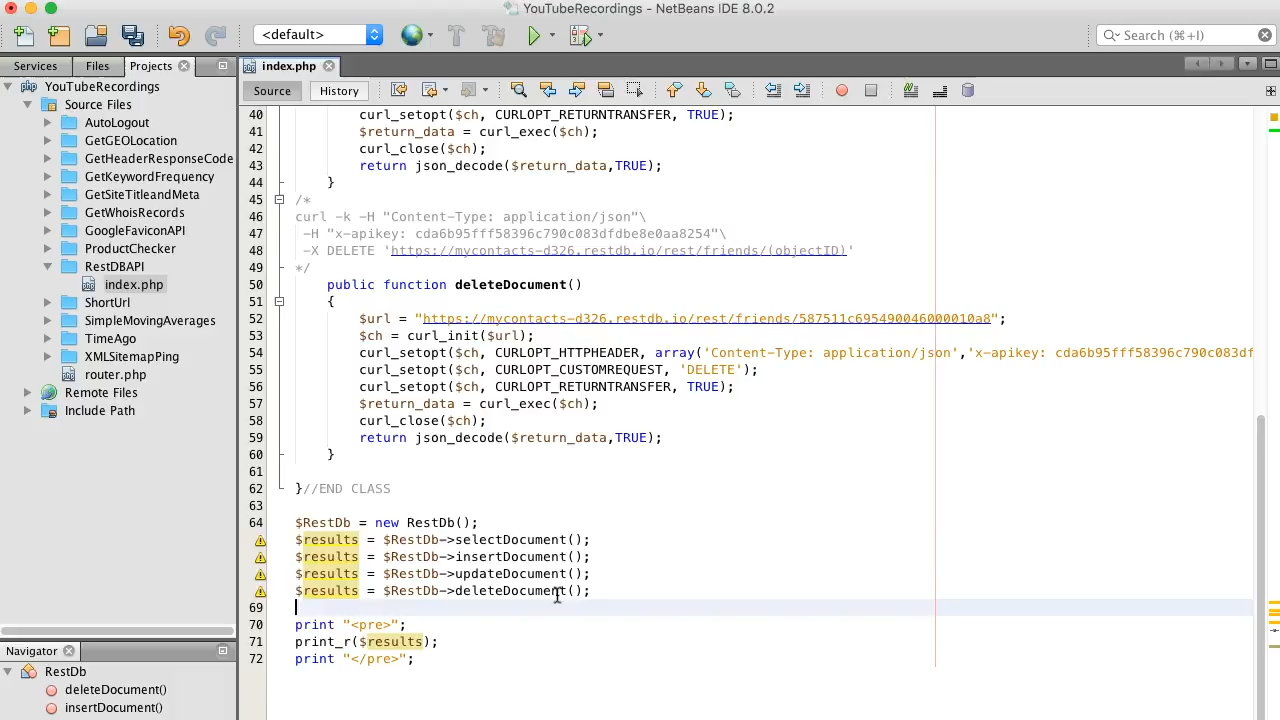 YouTubeRecordings - NetBeans IDE 8.0.2
<default>
Search (⌘+I)
Services Files Projects
index.php
Source History
YouTubeRecordings
Source Files
AutoLogout
GetGEOLocation
GetHeaderResponseCode
GetKeywordFrequency
GetSiteTitleandMeta
GetWhoisRecords
GoogleFaviconAPI
ProductChecker
RestDBAPI
index.php
ShortUrl
SimpleMovingAverages
TimeAgo
XMLSitemapPing
router.php
Remote Files
Include Path
Navigator
RestDb
deleteDocument()
insertDocument()
40 curl_setopt($ch, CURLOPT_RETURNTRANSFER, TRUE);
41 $return_data = curl_exec($ch);
42 curl_close($ch);
43 return json_decode($return_data,TRUE);
44 }
45 /*
46 curl -k -H "Content-Type: application/json"\
47 -H "x-apikey: cda6b95fff58396c790c083dfdbe8e0aa8254"\
48 -X DELETE 'https://mycontacts-d326.restdb.io/rest/friends/(objectID)'
49 */
50 public function deleteDocument()
51 {
52 $url = "https://mycontacts-d326.restdb.io/rest/friends/587511c695490046000010a8";
53 $ch = curl_init($url);
54 curl_setopt($ch, CURLOPT_HTTPHEADER, array('Content-Type: application/json','x-apikey: cda6b95fff58396c790c083df
55 curl_setopt($ch, CURLOPT_CUSTOMREQUEST, 'DELETE');
56 curl_setopt($ch, CURLOPT_RETURNTRANSFER, TRUE);
57 $return_data = curl_exec($ch);
58 curl_close($ch);
59 return json_decode($return_data,TRUE);
60 }
61
62 }//END CLASS
63
64 $RestDb = new RestDb();
$results = $RestDb->selectDocument();
$results = $RestDb->insertDocument();
$results = $RestDb->updateDocument();
$results = $RestDb->deleteDocument();
69
70 print "<pre>";
71 print_r($results);
72 print "</pre>";